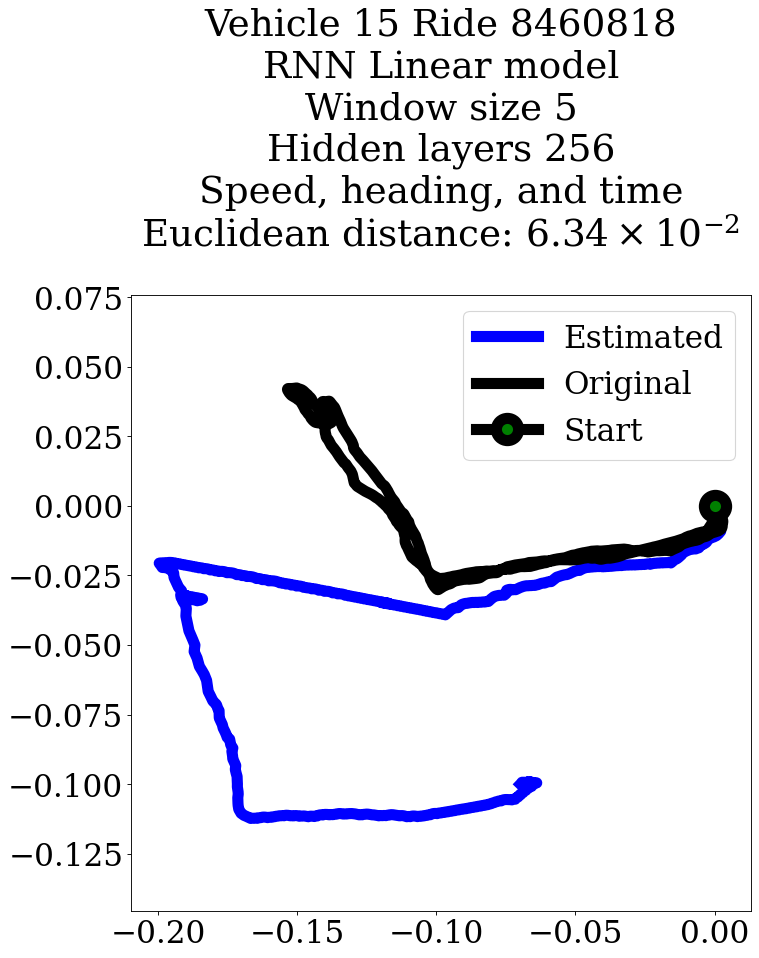 Vehicle 15 Ride 8460818
RNN Linear model
Window size 5
Hidden layers 256
Speed, heading, and time
Euclidean distance: 6.34 × 10⁻²
Estimated
Original
Start
0.075
0.050
0.025
0.000
−0.025
−0.050
−0.075
−0.100
−0.125
−0.20 −0.15 −0.10 −0.05 0.00